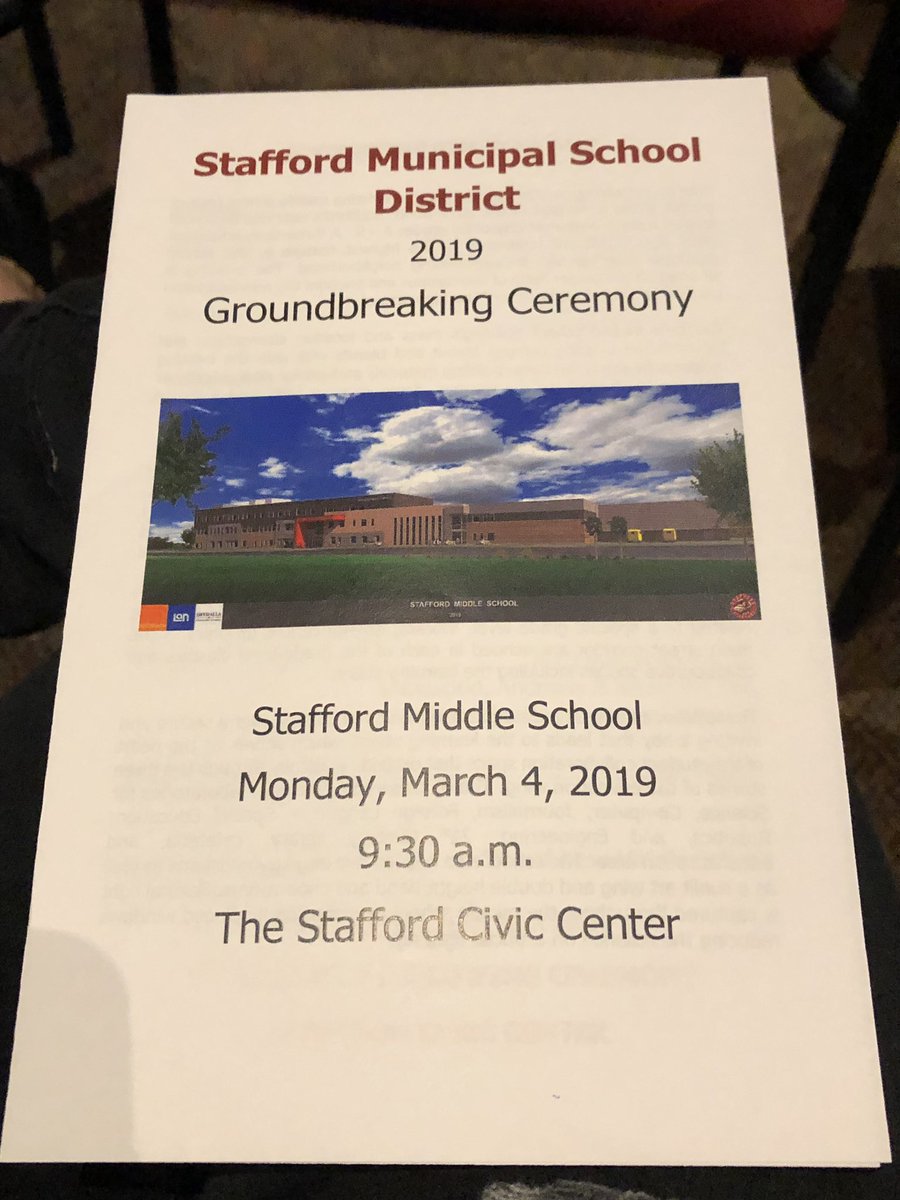 Stafford Municipal School
District
2019
Groundbreaking Ceremony
STAFFORD MIDDLE SCHOOL
2019
Stafford Middle School
Monday, March 4, 2019
9:30 a.m.
The Stafford Civic Center